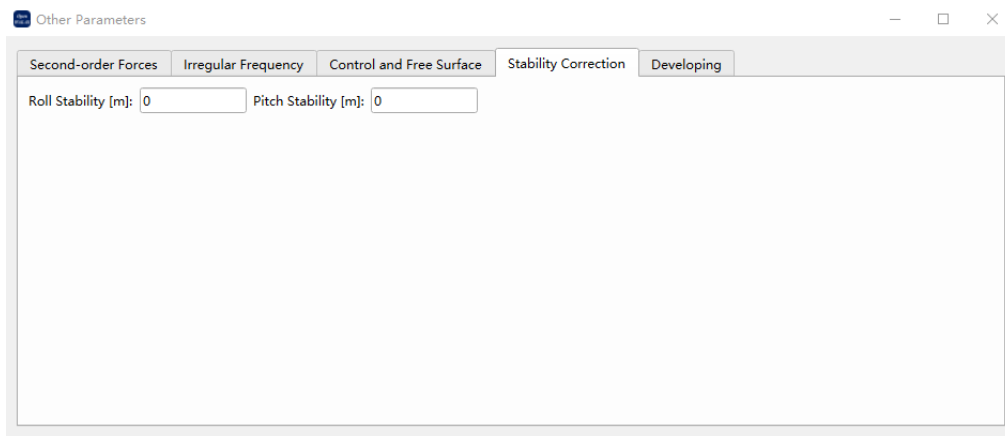 Other Parameters
Second-order Forces Irregular Frequency Control and Free Surface Stability Correction Developing
Roll Stability [m]: 0 Pitch Stability [m]: 0